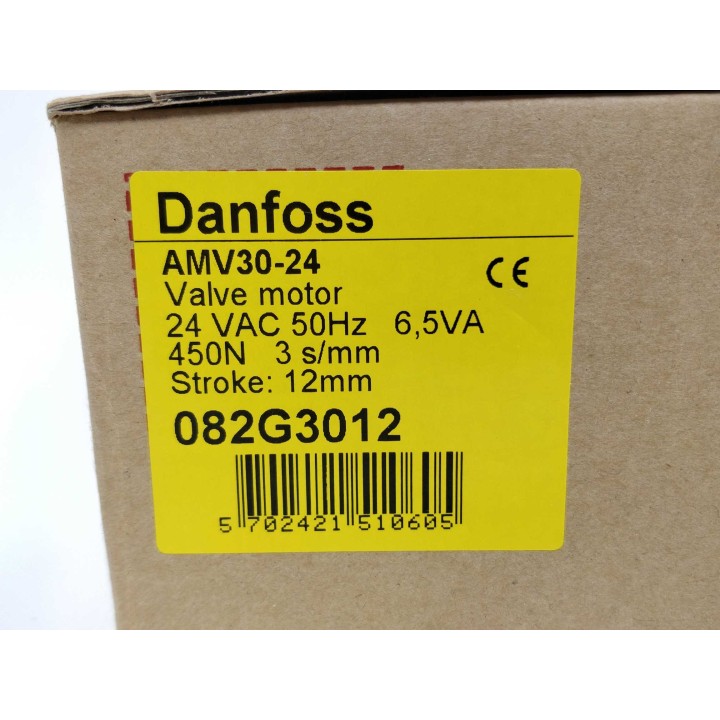 Danfoss
AMV30-24
CE
Valve motor
24 VAC 50Hz 6,5VA
450N 3 s/mm
Stroke: 12mm
082G3012
5 702421 510605